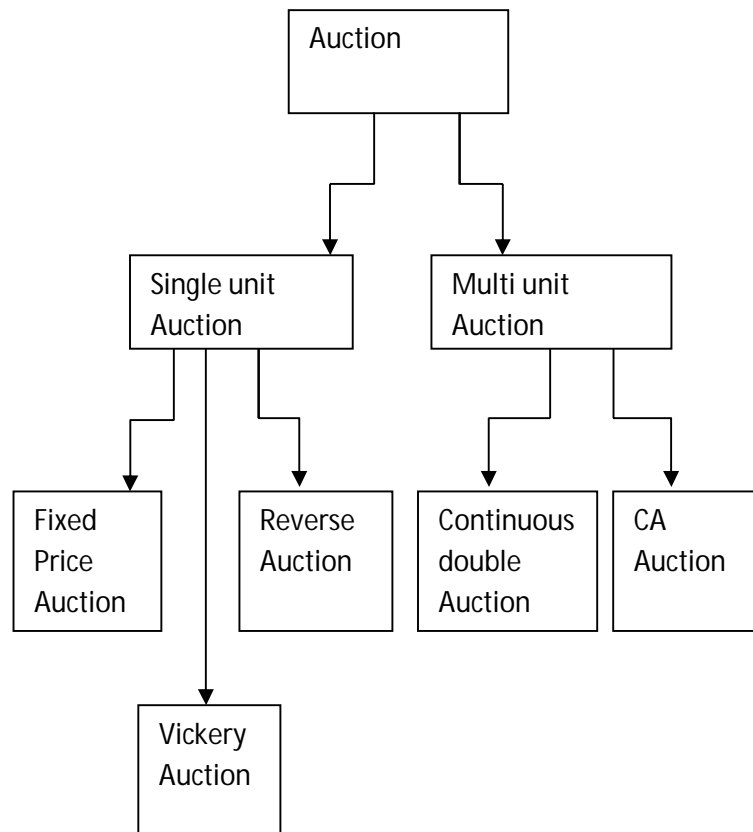 Auction
Single unit
Auction
Multi unit
Auction
Fixed
Price
Auction
Reverse
Auction
Continuous
double
Auction
CA
Auction
Vickery
Auction